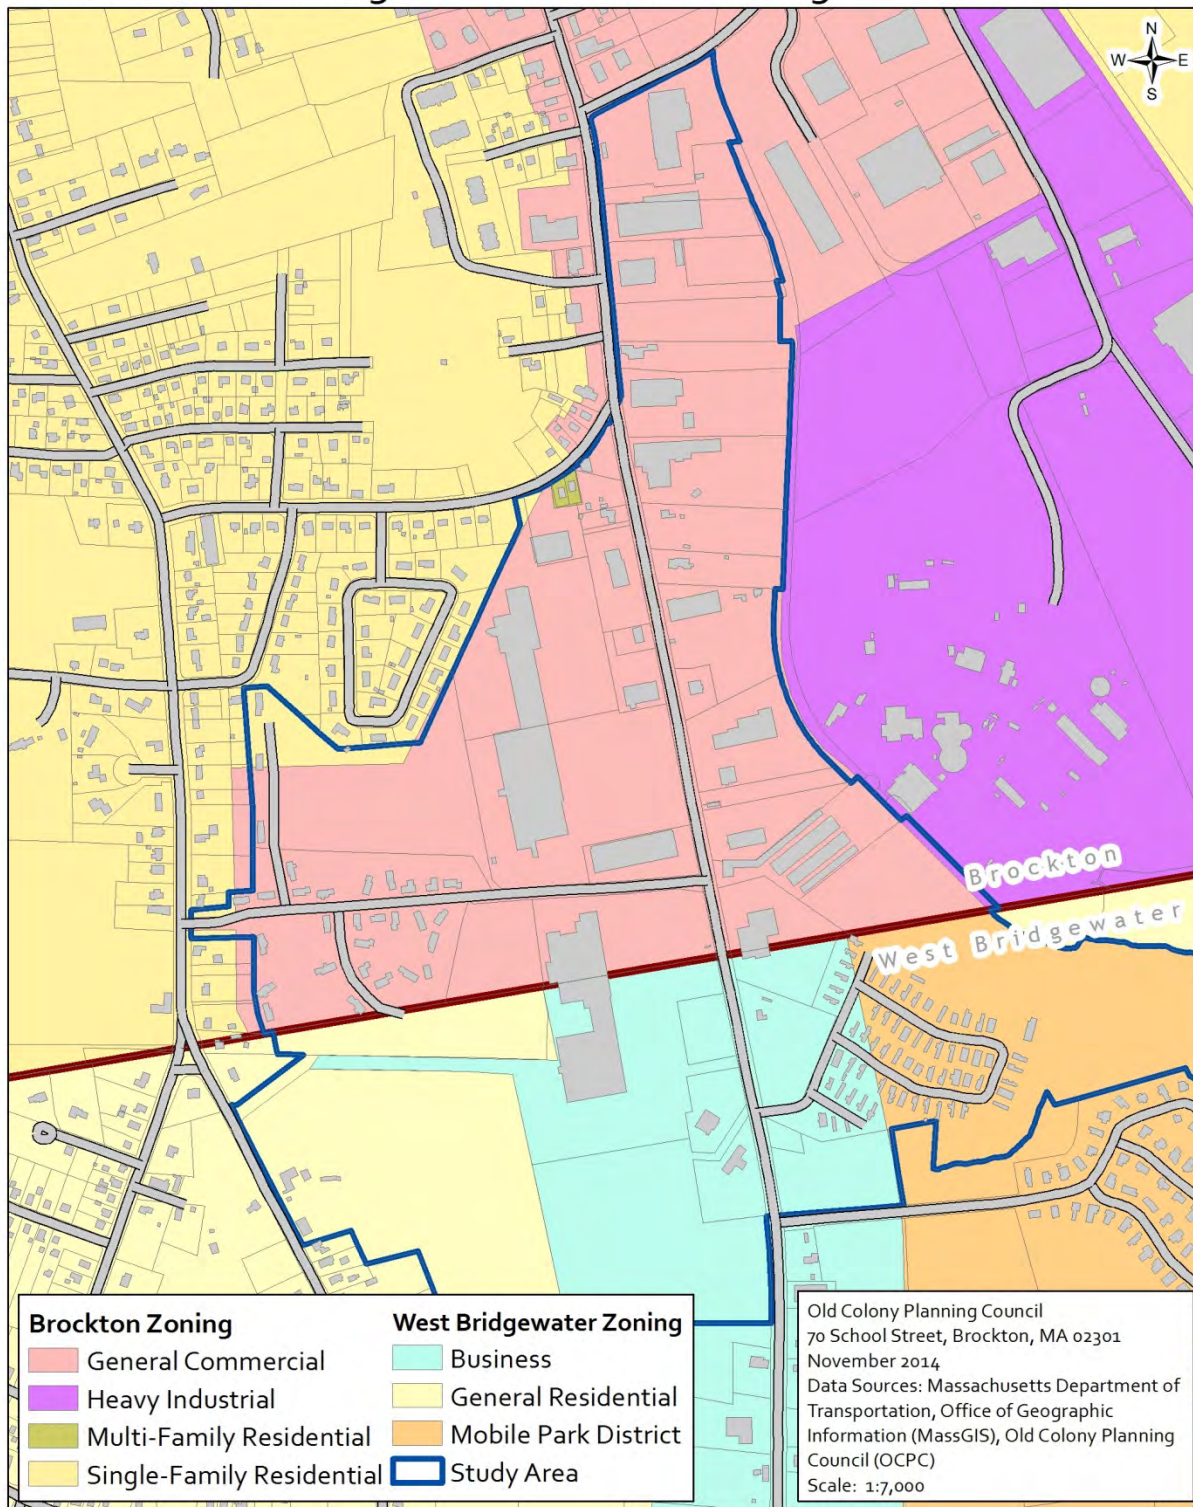 N
W E
S
Brockton
West Bridgewater
Brockton Zoning
General Commercial
Heavy Industrial
Multi-Family Residential
Single-Family Residential
West Bridgewater Zoning
Business
General Residential
Mobile Park District
Study Area
Old Colony Planning Council
70 School Street, Brockton, MA 02301
November 2014
Data Sources: Massachusetts Department of
Transportation, Office of Geographic
Information (MassGIS), Old Colony Planning
Council (OCPC)
Scale: 1:7,000